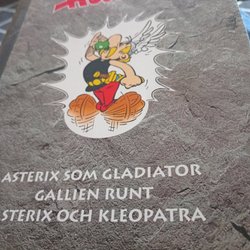 ASTERIX SOM GLADIATOR
GALLIEN RUNT
STERIX OCH KLEOPATRA